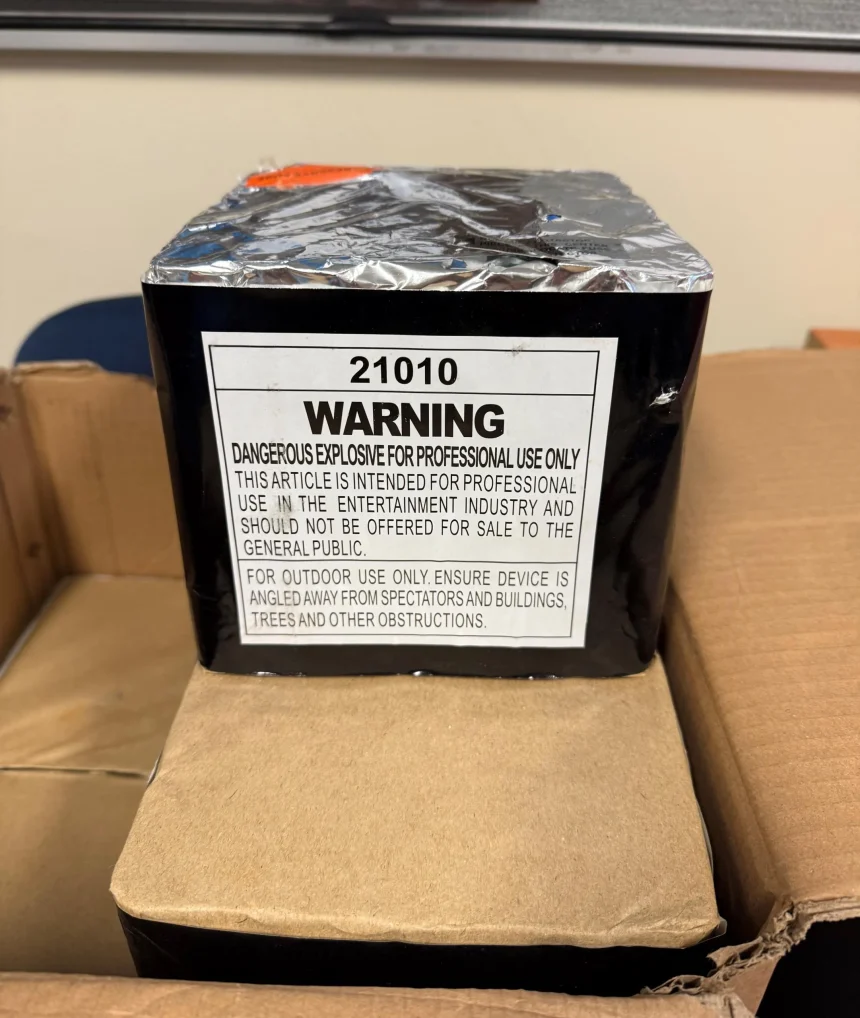 21010
WARNING
DANGEROUS EXPLOSIVE FOR PROFESSIONAL USE ONLY
THIS ARTICLE IS INTENDED FOR PROFESSIONAL
USE IN THE ENTERTAINMENT INDUSTRY AND
SHOULD NOT BE OFFERED FOR SALE TO THE
GENERAL PUBLIC.
FOR OUTDOOR USE ONLY. ENSURE DEVICE IS
ANGLED AWAY FROM SPECTATORS AND BUILDINGS,
TREES AND OTHER OBSTRUCTIONS.